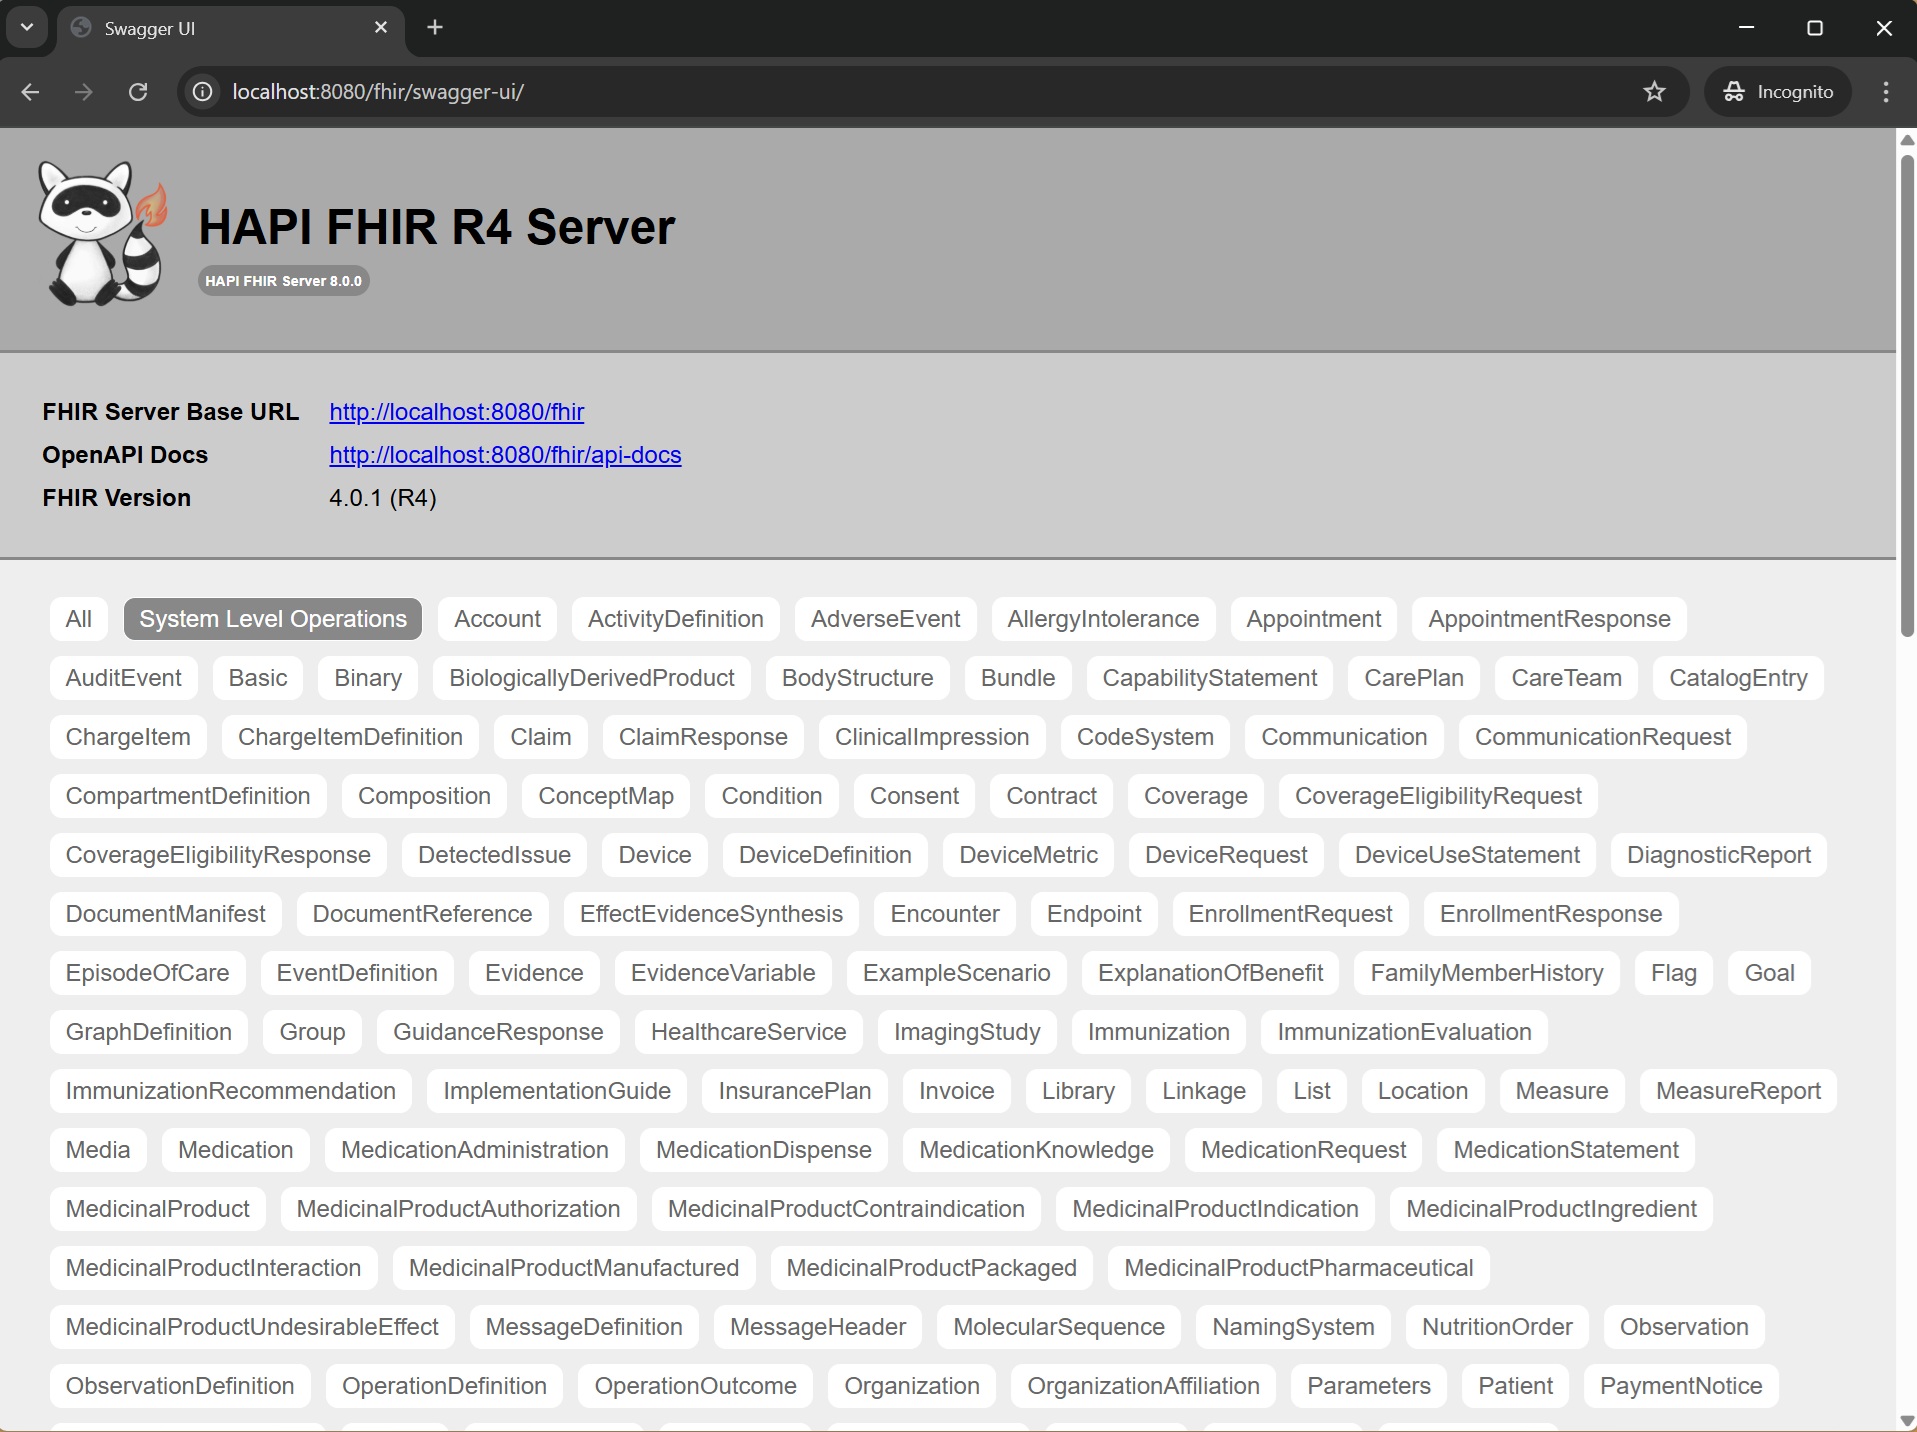 Swagger UI
localhost:8080/fhir/swagger-ui/
Incognito
HAPI FHIR R4 Server
HAPI FHIR Server 8.0.0
FHIR Server Base URL http://localhost:8080/fhir
OpenAPI Docs http://localhost:8080/fhir/api-docs
FHIR Version 4.0.1 (R4)
All System Level Operations Account ActivityDefinition AdverseEvent AllergyIntolerance Appointment AppointmentResponse
AuditEvent Basic Binary BiologicallyDerivedProduct BodyStructure Bundle CapabilityStatement CarePlan CareTeam CatalogEntry
ChargeItem ChargeItemDefinition Claim ClaimResponse ClinicalImpression CodeSystem Communication CommunicationRequest
CompartmentDefinition Composition ConceptMap Condition Consent Contract Coverage CoverageEligibilityRequest
CoverageEligibilityResponse DetectedIssue Device DeviceDefinition DeviceMetric DeviceRequest DeviceUseStatement DiagnosticReport
DocumentManifest DocumentReference EffectEvidenceSynthesis Encounter Endpoint EnrollmentRequest EnrollmentResponse
EpisodeOfCare EventDefinition Evidence EvidenceVariable ExampleScenario ExplanationOfBenefit FamilyMemberHistory Flag Goal
GraphDefinition Group GuidanceResponse HealthcareService ImagingStudy Immunization ImmunizationEvaluation
ImmunizationRecommendation ImplementationGuide InsurancePlan Invoice Library Linkage List Location Measure MeasureReport
Media Medication MedicationAdministration MedicationDispense MedicationKnowledge MedicationRequest MedicationStatement
MedicinalProduct MedicinalProductAuthorization MedicinalProductContraindication MedicinalProductIndication MedicinalProductIngredient
MedicinalProductInteraction MedicinalProductManufactured MedicinalProductPackaged MedicinalProductPharmaceutical
MedicinalProductUndesirableEffect MessageDefinition MessageHeader MolecularSequence NamingSystem NutritionOrder Observation
ObservationDefinition OperationDefinition OperationOutcome Organization OrganizationAffiliation Parameters Patient PaymentNotice